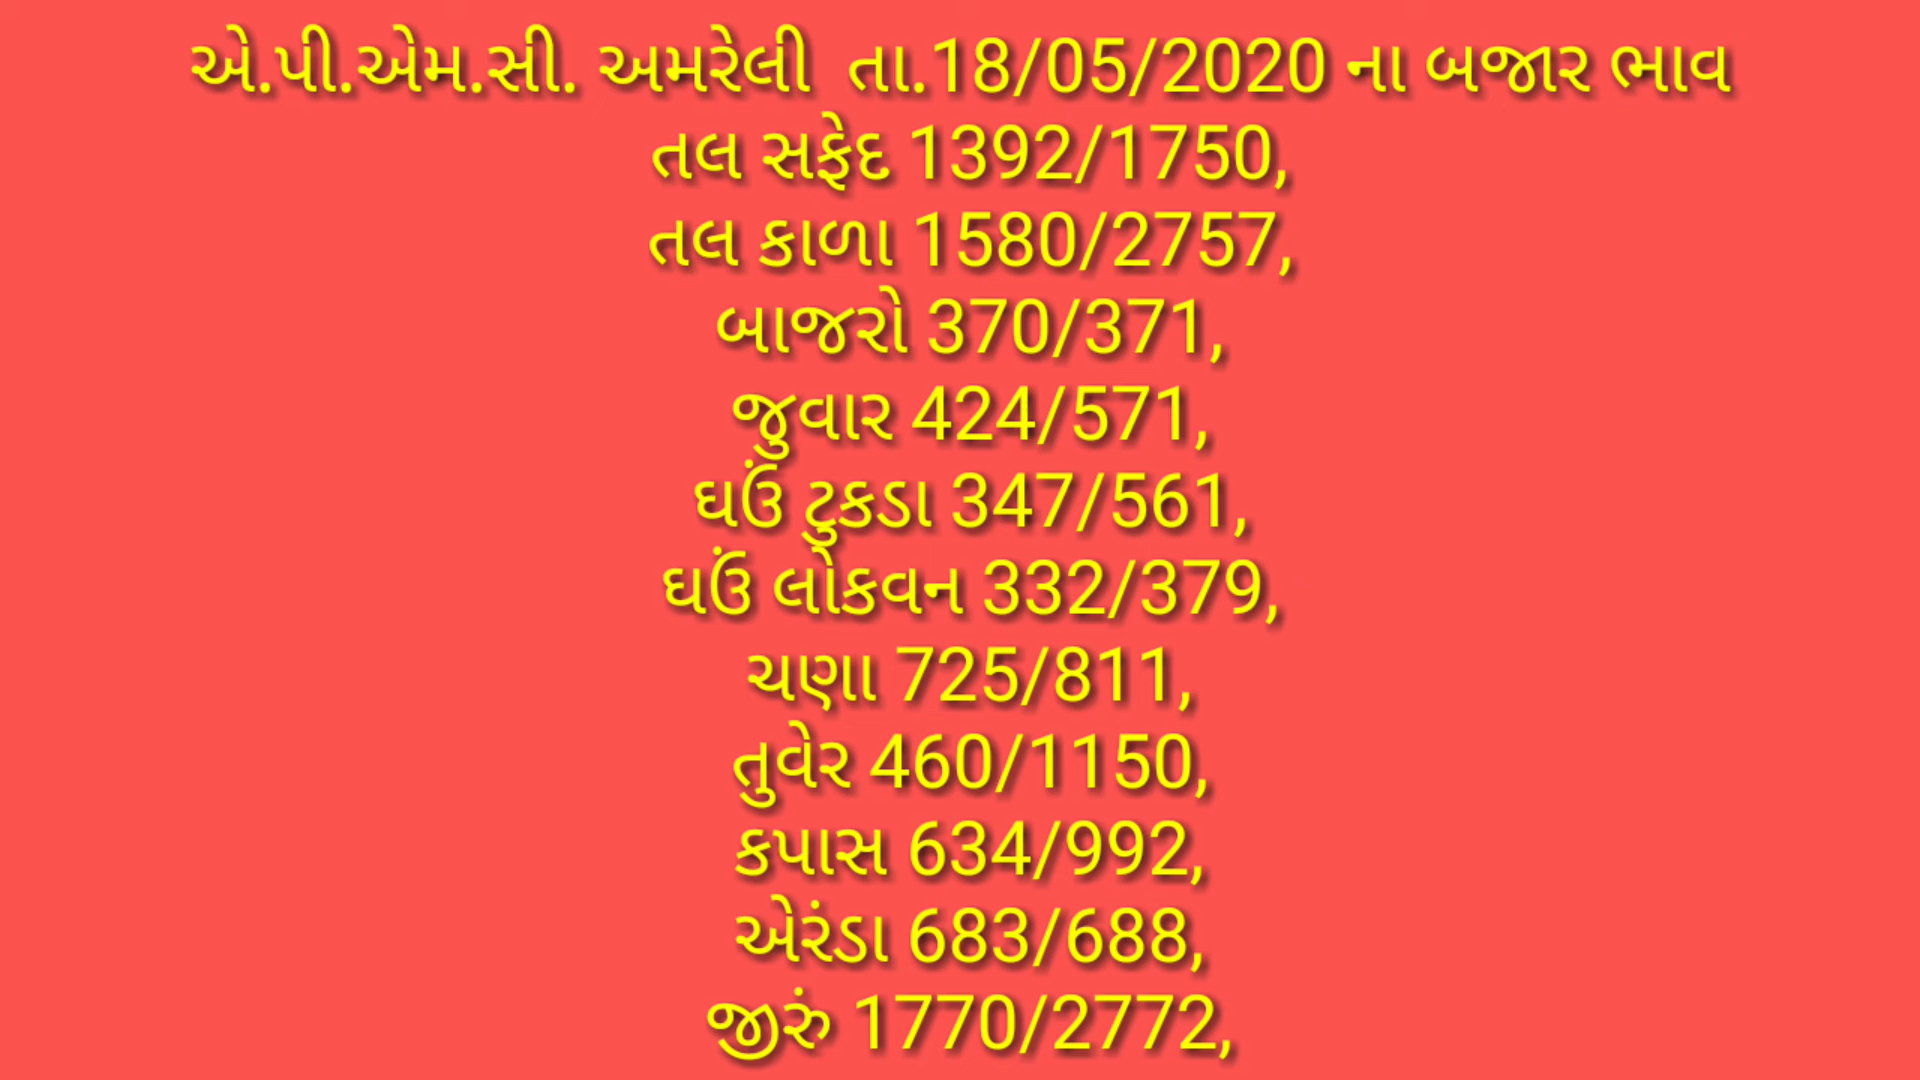 એ.પી.એમ.સી. અમરેલી તા.18/05/2020 ના બજાર ભાવ
તલ સફેદ 1392/1750,
તલ કાળા 1580/2757,
બાજરો 370/371,
જુવાર 424/571,
ઘઉં ટુકડા 347/561,
ઘઉં લોકવન 332/379,
ચણા 725/811,
તુવેર 460/1150,
કપાસ 634/992,
એરંડા 683/688,
જીરું 1770/2772,